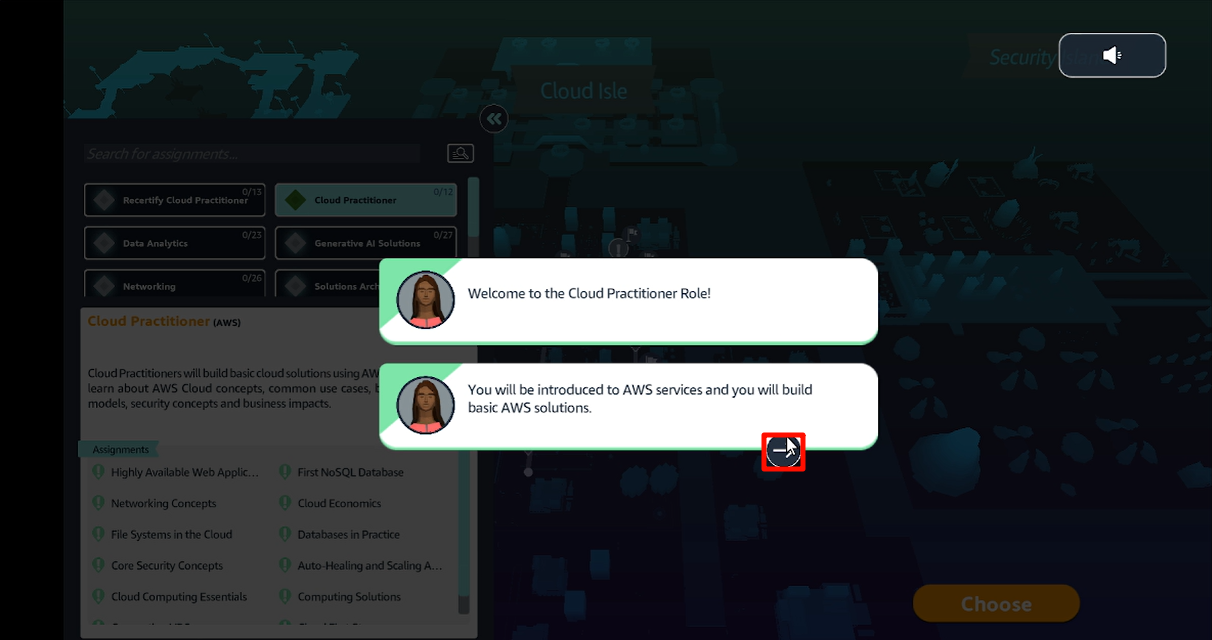 Security
Cloud Isle
Search for assignments...
0/13
Recertify Cloud Practitioner
0/12
Cloud Practitioner
0/23
Data Analytics
0/27
Generative AI Solutions
0/26
Networking
Solutions Arch
Welcome to the Cloud Practitioner Role!
Cloud Practitioner (AWS)
Cloud Practitioners will build basic cloud solutions using AW
learn about AWS Cloud concepts, common use cases, b
models, security concepts and business impacts.
You will be introduced to AWS services and you will build
basic AWS solutions.
Assignments
Highly Available Web Applic...
First NoSQL Database
Networking Concepts
Cloud Economics
File Systems in the Cloud
Databases in Practice
Core Security Concepts
Auto-Healing and Scaling A...
Cloud Computing Essentials
Computing Solutions
Choose